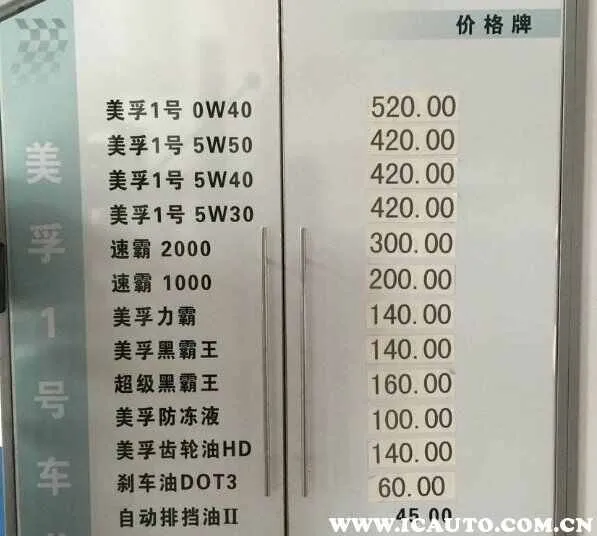 价格牌
美孚1号 0W40 520.00
美孚1号 5W50 420.00
美孚1号 5W40 420.00
美孚1号 5W30 420.00
速霸 2000 300.00
速霸 1000 200.00
美孚力霸 140.00
美孚黑霸王 140.00
超级黑霸王 160.00
美孚防冻液 100.00
美孚齿轮油HD 140.00
刹车油DOT3 60.00
自动排挡油II 45.00
美孚1号车
www.icauto.com.cn